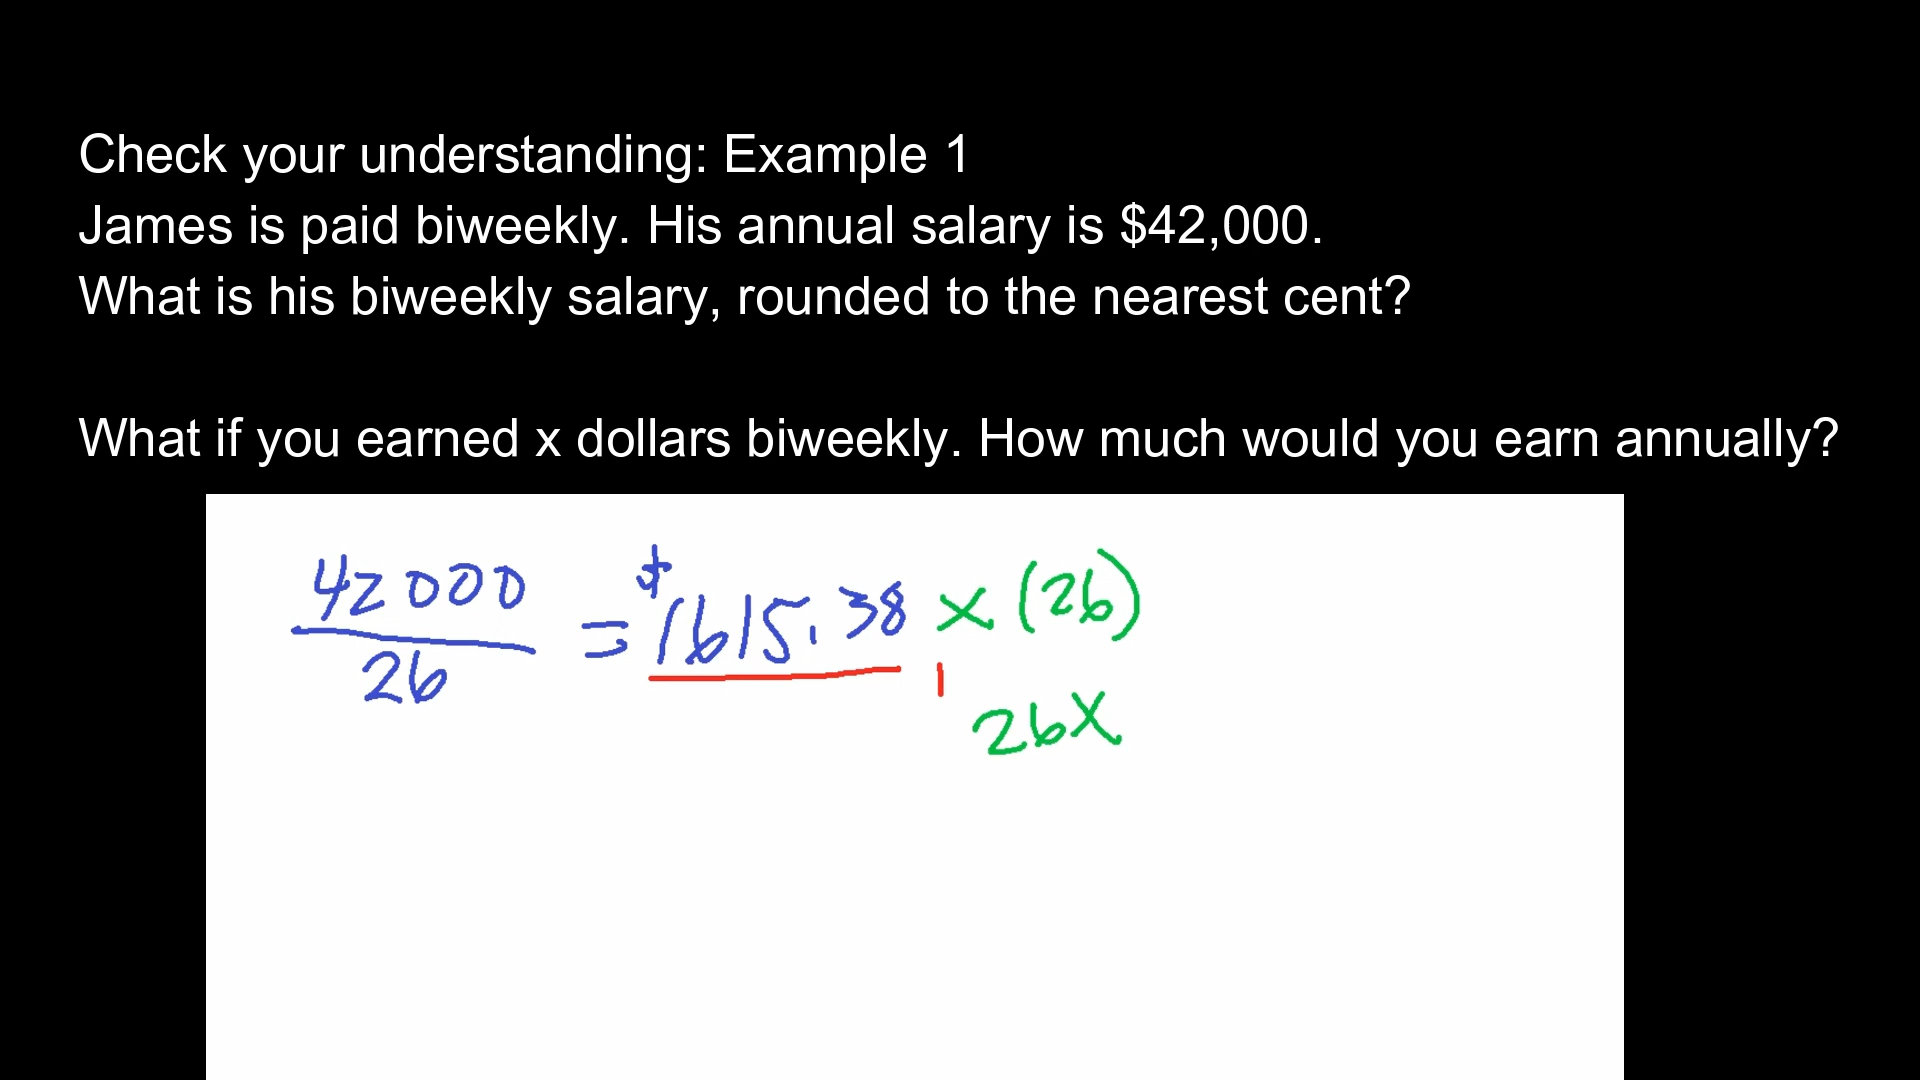 Check your understanding: Example 1
James is paid biweekly. His annual salary is $42,000.
What is his biweekly salary, rounded to the nearest cent?
What if you earned x dollars biweekly. How much would you earn annually?
42000
26
= $1615.38 x (26)
26x